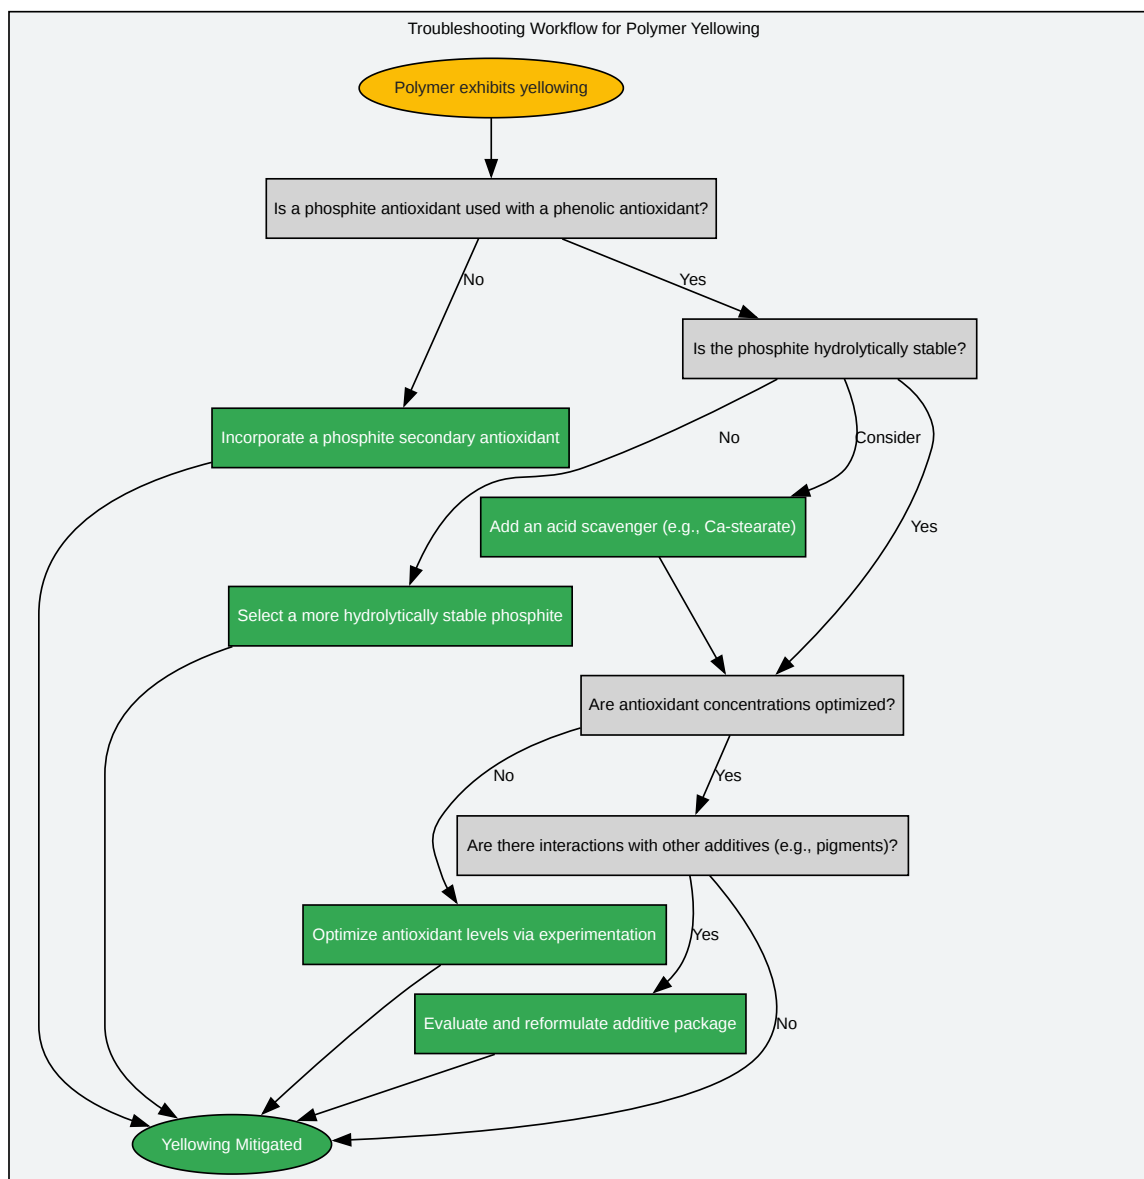 Troubleshooting Workflow for Polymer Yellowing
Polymer exhibits yellowing
Is a phosphite antioxidant used with a phenolic antioxidant?
No
Yes
Is the phosphite hydrolytically stable?
Incorporate a phosphite secondary antioxidant
No
Consider
Add an acid scavenger (e.g., Ca-stearate)
Yes
Select a more hydrolytically stable phosphite
Are antioxidant concentrations optimized?
No
Yes
Are there interactions with other additives (e.g., pigments)?
Optimize antioxidant levels via experimentation
Yes
Evaluate and reformulate additive package
No
Yellowing Mitigated